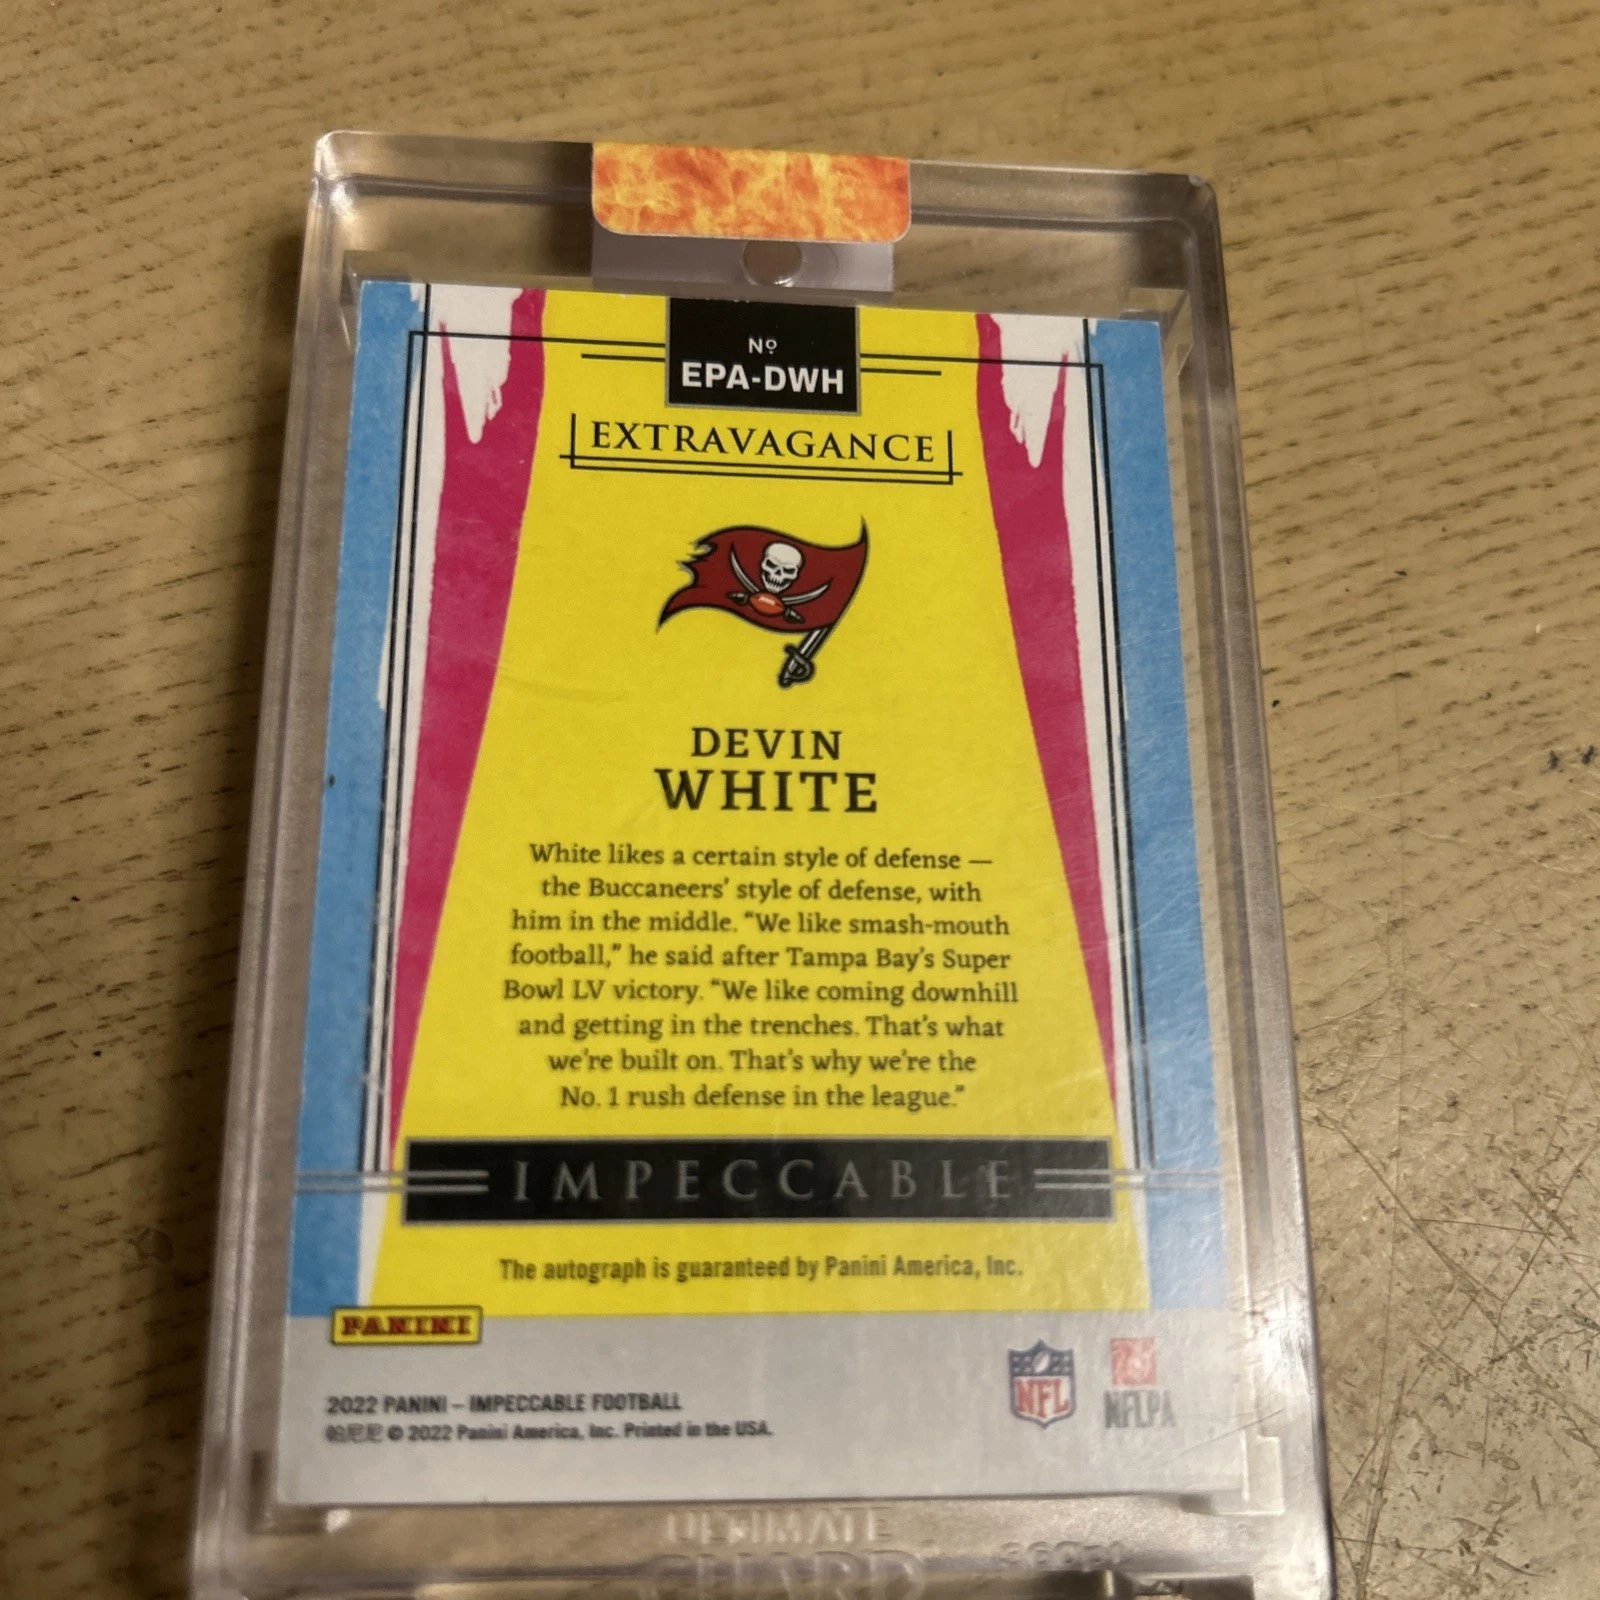 Nº
EPA-DWH
EXTRAVAGANCE
DEVIN
WHITE
White likes a certain style of defense —
the Buccaneers’ style of defense, with
him in the middle. “We like smash-mouth
football,” he said after Tampa Bay’s Super
Bowl LV victory. “We like coming downhill
and getting in the trenches. That’s what
we’re built on. That’s why we’re the
No. 1 rush defense in the league.”
IMPECCABLE
The autograph is guaranteed by Panini America, Inc.
PANINI
2022 PANINI – IMPECCABLE FOOTBALL
© 2022 Panini America, Inc. Printed in the USA.
NFL
NFLPA
ULTIMATE
GUARD